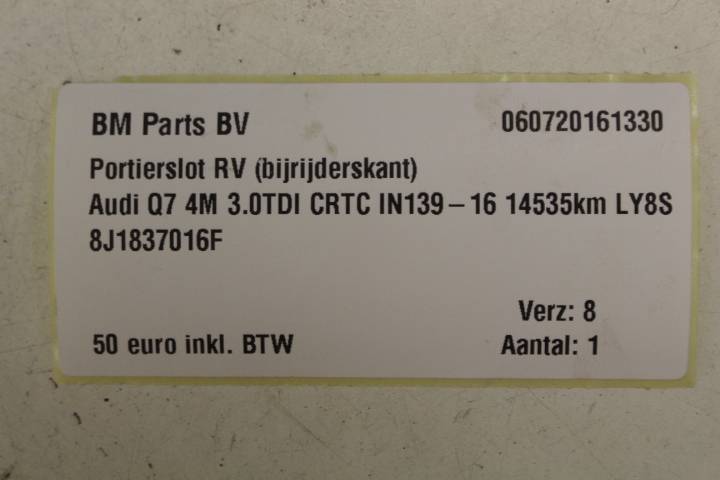 BM Parts BV 060720161330
Portierslot RV (bijrijderskant)
Audi Q7 4M 3.0TDI CRTC IN139-16 14535km LY8S
8J1837016F
Verz: 8
50 euro inkl. BTW Aantal: 1